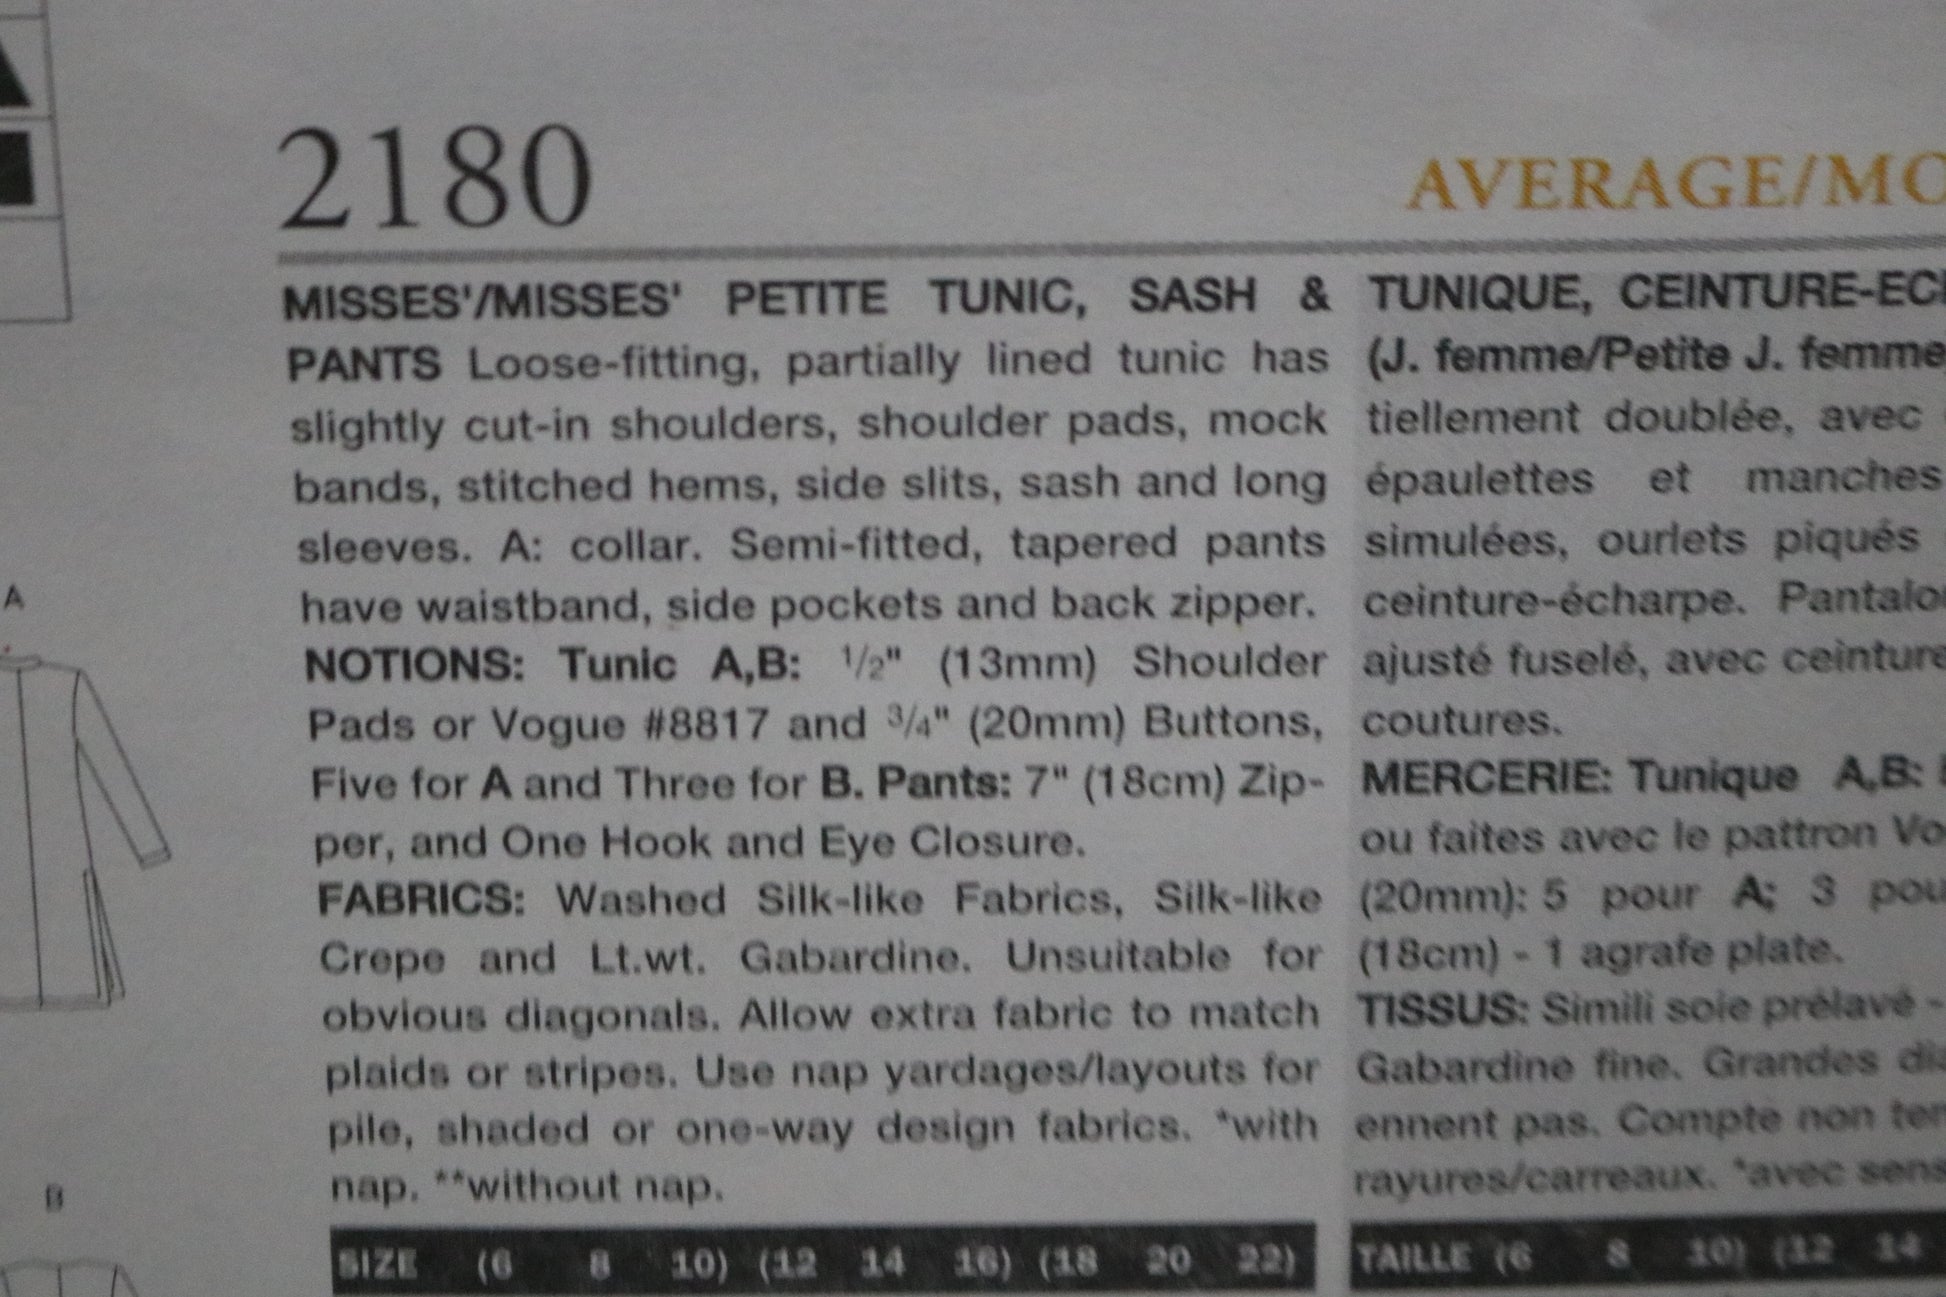 2180
AVERAGE/MO
MISSES'/MISSES' PETITE TUNIC, SASH &
PANTS Loose-fitting, partially lined tunic has
slightly cut-in shoulders, shoulder pads, mock
bands, stitched hems, side slits, sash and long
sleeves. A: collar. Semi-fitted, tapered pants
have waistband, side pockets and back zipper.
NOTIONS: Tunic A,B: 1/2" (13mm) Shoulder
Pads or Vogue #8817 and 3/4" (20mm) Buttons,
Five for A and Three for B. Pants: 7" (18cm) Zip-
per, and One Hook and Eye Closure.
FABRICS: Washed Silk-like Fabrics, Silk-like
Crepe and Lt.wt. Gabardine. Unsuitable for
obvious diagonals. Allow extra fabric to match
plaids or stripes. Use nap yardages/layouts for
pile, shaded or one-way design fabrics. *with
nap. **without nap.
SIZE (6 8 10) (12 14 16) (18 20 22)
TUNIQUE, CEINTURE-ECH
(J. femme/Petite J. femme
tiellement doublée, avec
épaulettes et manches
simulées, ourlets piqués
ceinture-écharpe. Pantalo
ajusté fuselé, avec ceinture
coutures.
MERCERIE: Tunique A,B:
ou faites avec le pattron Vo
(20mm): 5 pour A; 3 pou
(18cm) - 1 agrafe plate.
TISSUS: Simili soie prélavé -
Gabardine fine. Grandes dia
ennent pas. Compte non ten
rayures/carreaux. *avec sens
TAILLE (6 8 10) (12 14
A
B